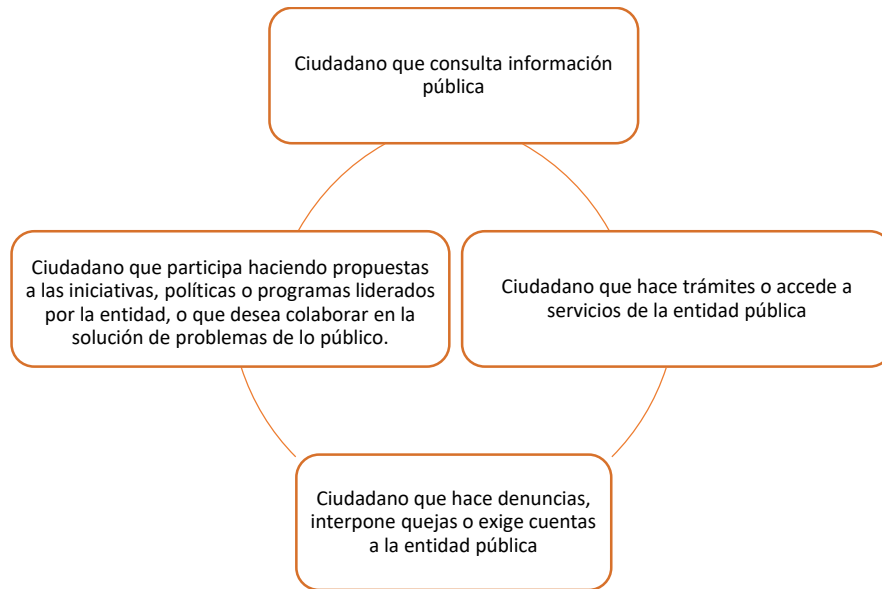 Ciudadano que consulta información
pública
Ciudadano que participa haciendo propuestas
a las iniciativas, políticas o programas liderados
por la entidad, o que desea colaborar en la
solución de problemas de lo público.
Ciudadano que hace trámites o accede a
servicios de la entidad pública
Ciudadano que hace denuncias,
interpone quejas o exige cuentas
a la entidad pública